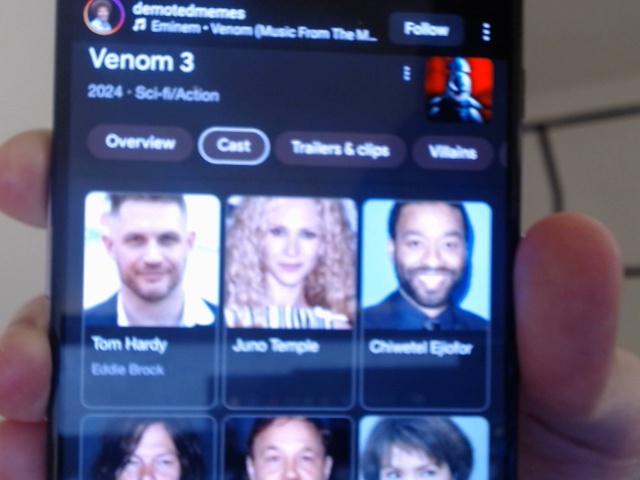 demotedmemes
Eminem • Venom (Music From The M...
Follow
Venom 3
2024 · Sci-fi/Action
Overview
Cast
Trailers & clips
Villains
Tom Hardy
Juno Temple
Chiwetel Ejiofor
Eddie Brock